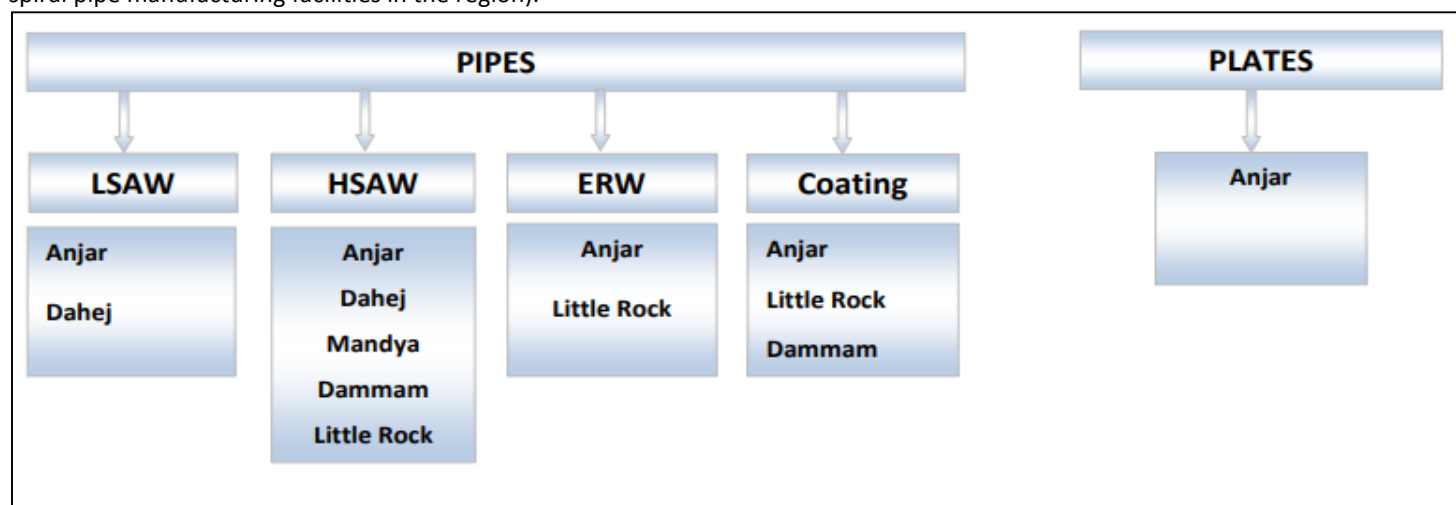 spiral pipe manufacturing facilities in the region).
PIPES
PLATES
LSAW
HSAW
ERW
Coating
Anjar
Dahej
Anjar
Dahej
Mandya
Dammam
Little Rock
Anjar
Little Rock
Anjar
Little Rock
Dammam
Anjar